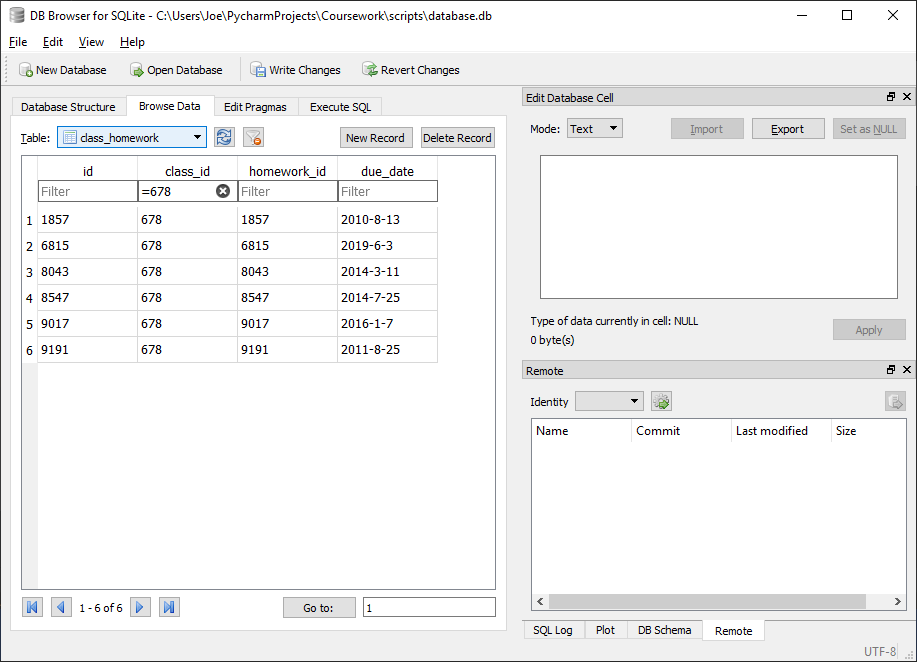 DB Browser for SQLite - C:\Users\Joe\PycharmProjects\Coursework\scripts\database.db
File Edit View Help
New Database Open Database Write Changes Revert Changes
Database Structure Browse Data Edit Pragmas Execute SQL
Table: class_homework New Record Delete Record
id class_id homework_id due_date
Filter =678 Filter Filter
1 1857 678 1857 2010-8-13
2 6815 678 6815 2019-6-3
3 8043 678 8043 2014-3-11
4 8547 678 8547 2014-7-25
5 9017 678 9017 2016-1-7
6 9191 678 9191 2011-8-25
1 - 6 of 6 Go to: 1
Edit Database Cell
Mode: Text Import Export Set as NULL
Type of data currently in cell: NULL
0 byte(s)
Apply
Remote
Identity
Name Commit Last modified Size
SQL Log Plot DB Schema Remote
UTF-8